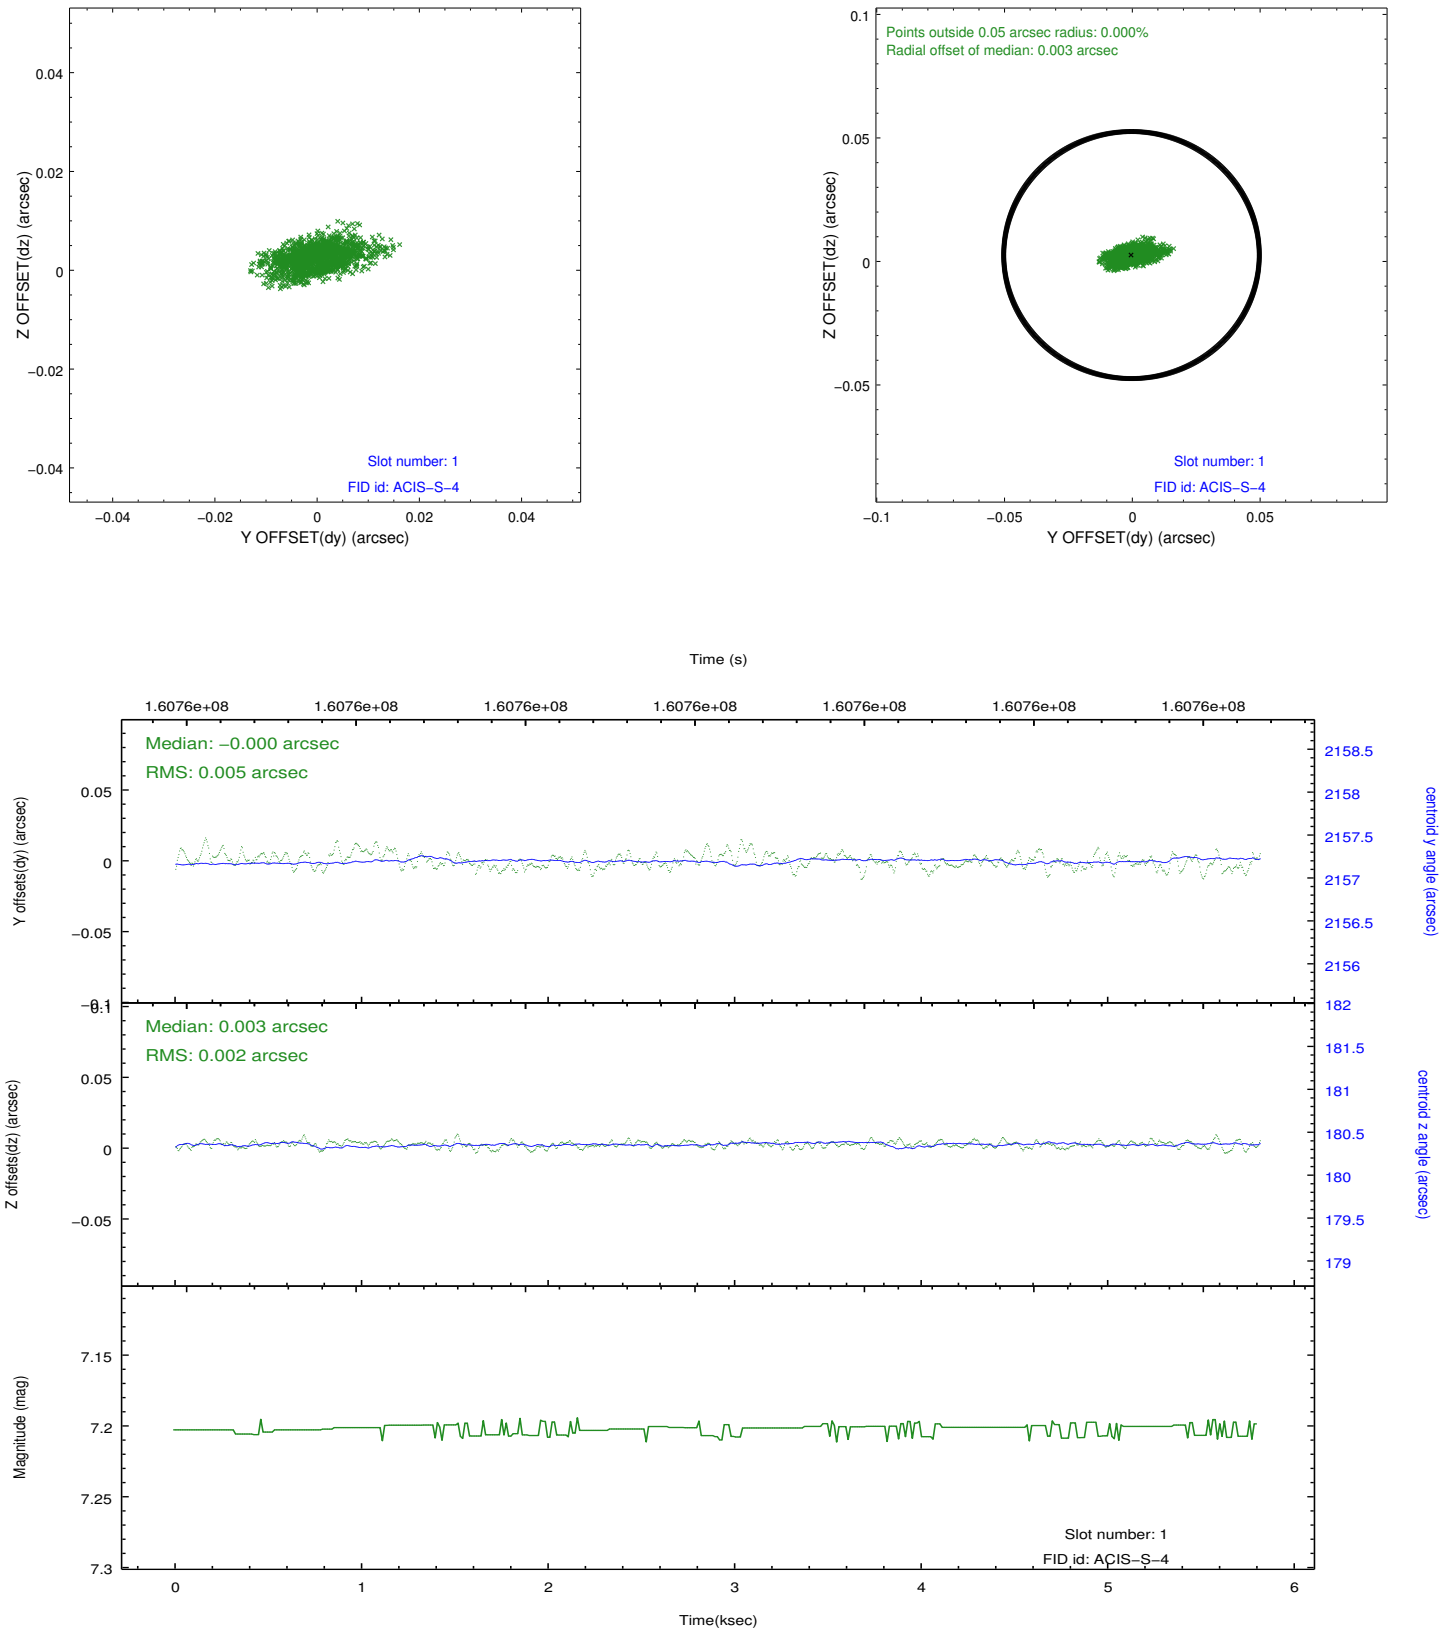 0.04
0.02
0
−0.02
−0.04
Z OFFSET(dz) (arcsec)
Slot number: 1
FID id: ACIS−S−4
−0.04
−0.02
0
0.02
0.04
Y OFFSET(dy) (arcsec)
0.1
0.05
0
−0.05
Z OFFSET(dz) (arcsec)
Points outside 0.05 arcsec radius: 0.000%
Radial offset of median: 0.003 arcsec
Slot number: 1
FID id: ACIS−S−4
−0.1
−0.05
0
0.05
Y OFFSET(dy) (arcsec)
Time (s)
1.6076e+08
1.6076e+08
1.6076e+08
1.6076e+08
1.6076e+08
1.6076e+08
1.6076e+08
Median: −0.000 arcsec
RMS: 0.005 arcsec
0.05
0
−0.05
−0.1
Y offsets(dy) (arcsec)
2158.5
2158
2157.5
2157
2156.5
2156
centroid y angle (arcsec)
Median: 0.003 arcsec
RMS: 0.002 arcsec
0.1
0.05
0
−0.05
Z offsets(dz) (arcsec)
182
181.5
181
180.5
180
179.5
179
centroid z angle (arcsec)
7.15
7.2
7.25
7.3
Magnitude (mag)
Slot number: 1
FID id: ACIS−S−4
0
1
2
3
4
5
6
Time(ksec)